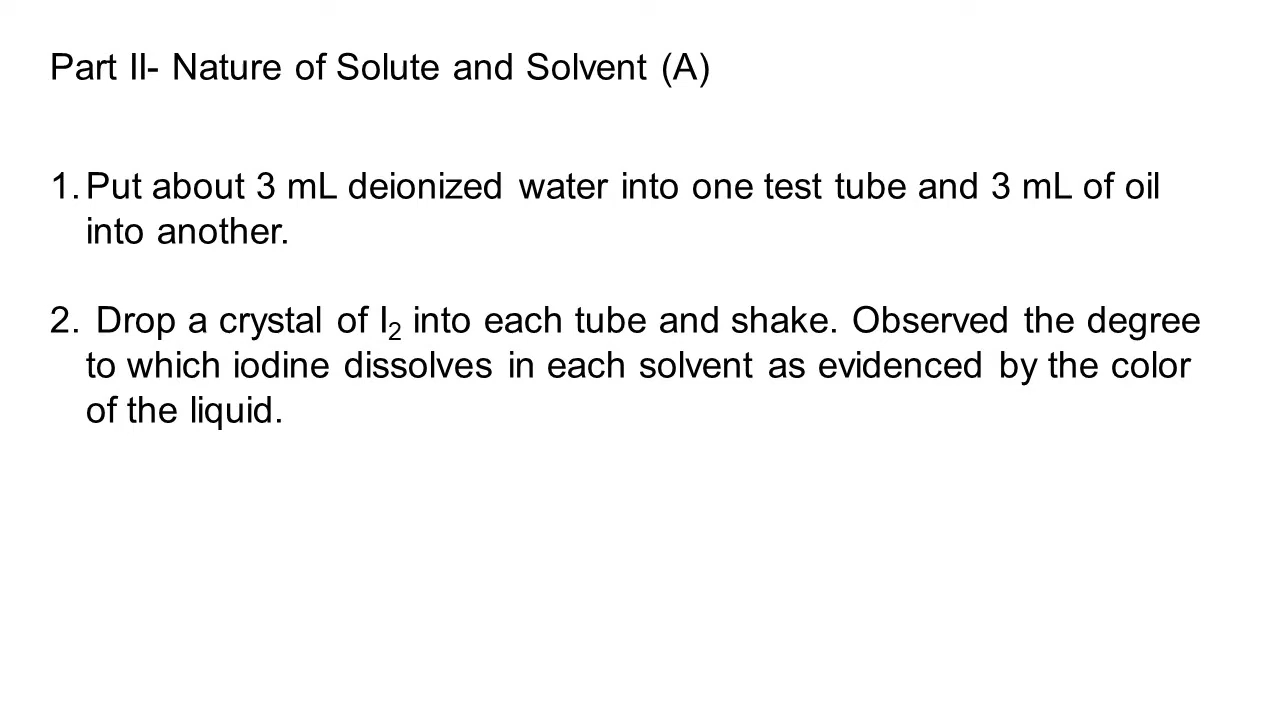 Part II- Nature of Solute and Solvent (A)
1. Put about 3 mL deionized water into one test tube and 3 mL of oil
into another.
2. Drop a crystal of I₂ into each tube and shake. Observed the degree
to which iodine dissolves in each solvent as evidenced by the color
of the liquid.